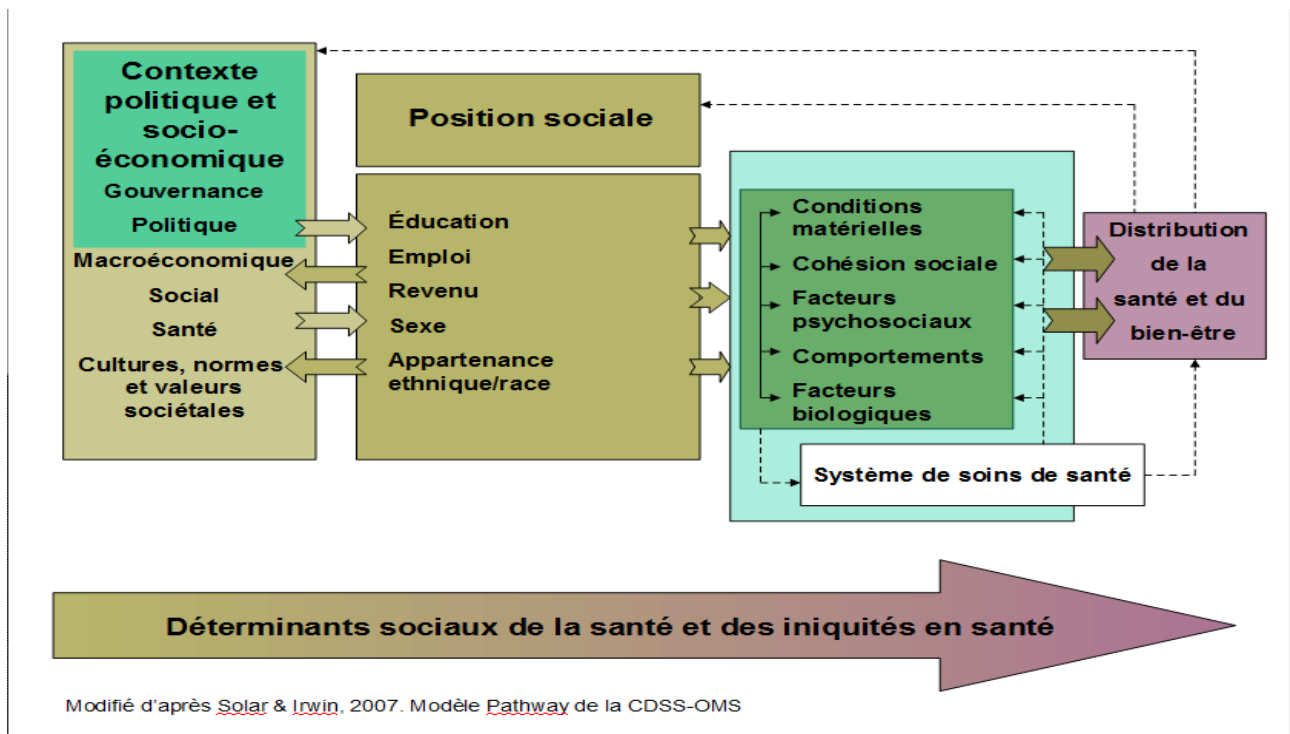 Contexte
politique et
socio-
économique
Gouvernance
Politique
Macroéconomique
Social
Santé
Cultures, normes
et valeurs
sociétales
Position sociale
Éducation
Emploi
Revenu
Sexe
Appartenance
ethnique/race
Conditions
matérielles
Cohésion sociale
Facteurs
psychosociaux
Comportements
Facteurs
biologiques
Système de soins de santé
Distribution
de la
santé et du
bien-être
Déterminants sociaux de la santé et des iniquités en santé
Modifié d'après Solar & Irwin, 2007. Modèle Pathway de la CDSS-OMS